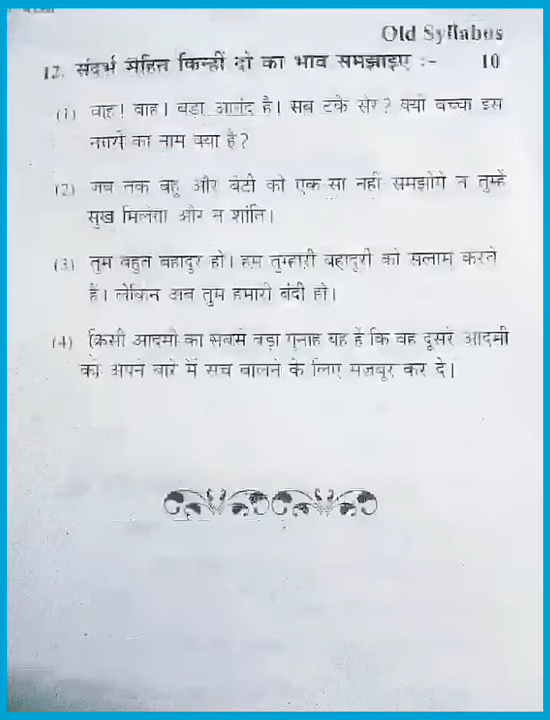 Old Syllabus
12. संदर्भ सहित किन्हीं दो का भाव समझाइए :- 10
(1) वाह! वाह। बड़ा आनंद है। सब टके सेर? क्यों बच्चा इस
नगरी का नाम क्या है?
(2) जब तक बहु और बेटी को एक सा नहीं समझोगे न तुम्हें
सुख मिलेगा और न शांति।
(3) तुम बहुत बहादुर हो। हम तुम्हारी बहादुरी को सलाम करते
हैं। लेकिन अब तुम हमारी बंदी हो।
(4) किसी आदमी का सबसे बड़ा गुनाह यह है कि वह दूसरे आदमी
को अपने बारे में सच बोलने के लिए मज़बूर कर दे।